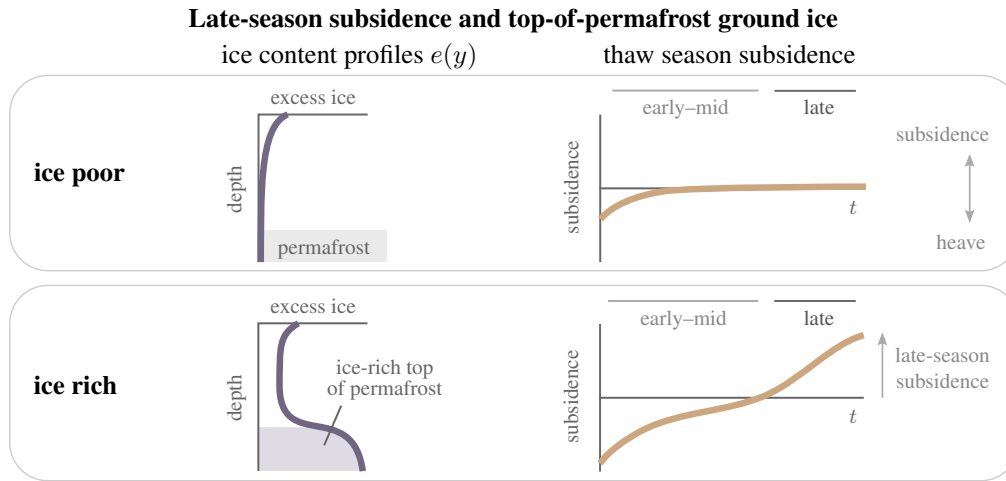 Late-season subsidence and top-of-permafrost ground ice
ice content profiles e(y)
thaw season subsidence
ice poor
excess ice
depth
permafrost
early–mid
late
subsidence
t
subsidence
heave
ice rich
excess ice
depth
ice-rich top
of permafrost
early–mid
late
subsidence
t
late-season
subsidence